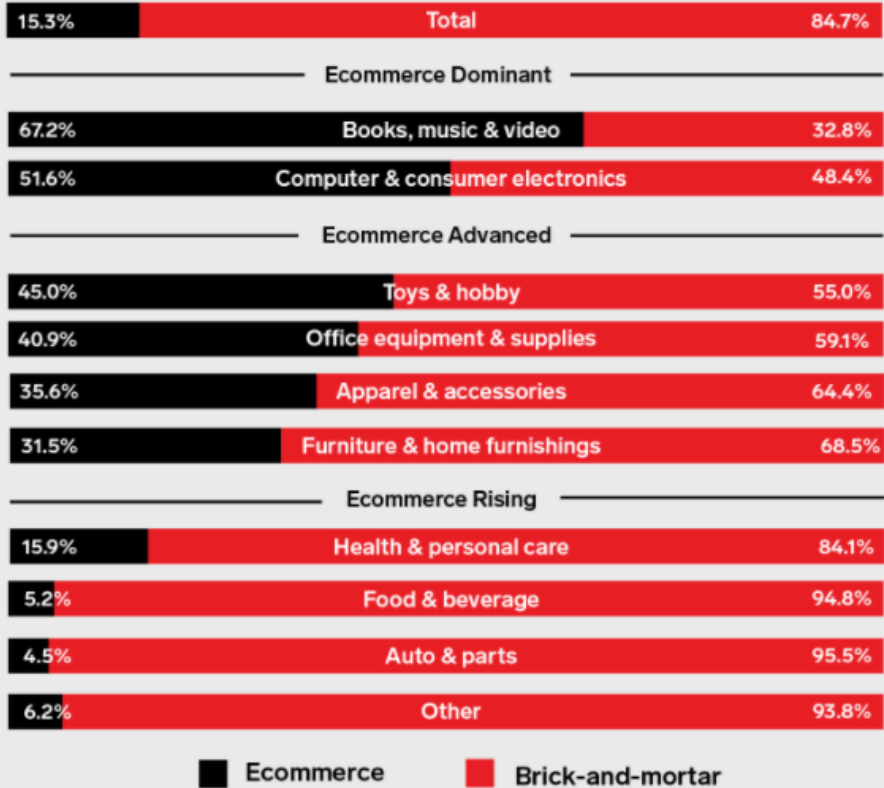 15.3% Total 84.7%
Ecommerce Dominant
67.2% Books, music & video 32.8%
51.6% Computer & consumer electronics 48.4%
Ecommerce Advanced
45.0% Toys & hobby 55.0%
40.9% Office equipment & supplies 59.1%
35.6% Apparel & accessories 64.4%
31.5% Furniture & home furnishings 68.5%
Ecommerce Rising
15.9% Health & personal care 84.1%
5.2% Food & beverage 94.8%
4.5% Auto & parts 95.5%
6.2% Other 93.8%
Ecommerce Brick-and-mortar